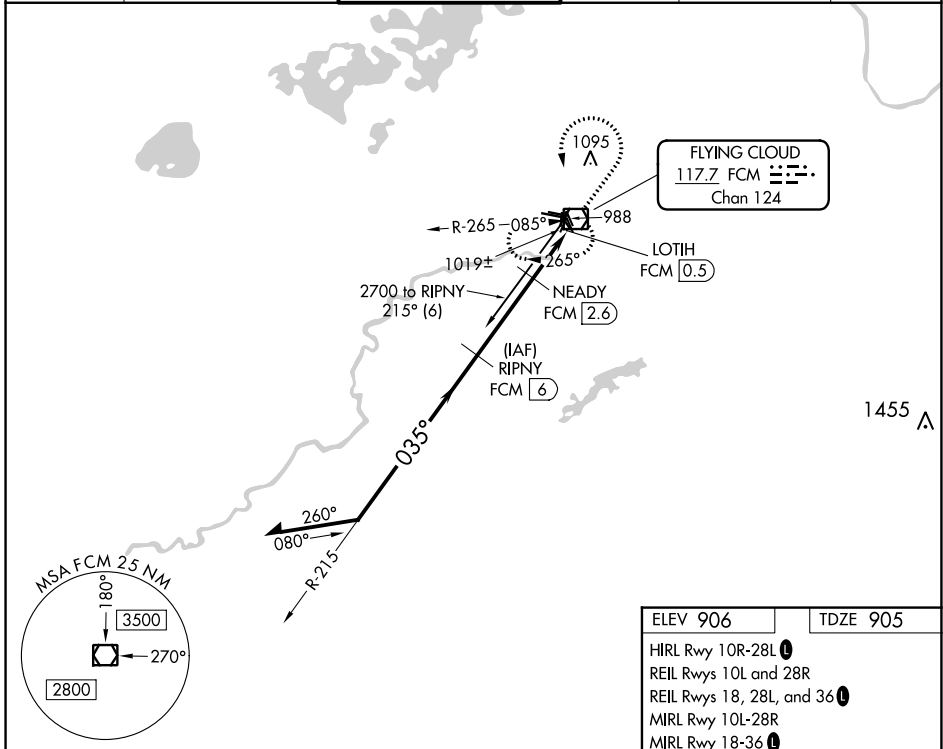 1095
FLYING CLOUD
117.7 FCM
Chan 124
988
R-265
085°
LOTIH
FCM 0.5
1019±
265°
2700 to RIPNY
215° (6)
NEADY
FCM 2.6
(IAF)
RIPNY
FCM 6
1455
035°
260°
080°
R-215
MSA FCM 25 NM
180°
3500
270°
2800
ELEV 906
TDZE 905
HIRL Rwy 10R-28L L
REIL Rwys 10L and 28R
REIL Rwys 18, 28L, and 36 L
MIRL Rwy 10L-28R
MIRL Rwy 18-36 L